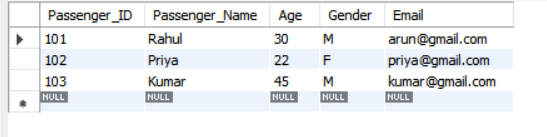 Passenger_ID Passenger_Name Age Gender Email
101 Rahul 30 M arun@gmail.com
102 Priya 22 F priya@gmail.com
103 Kumar 45 M kumar@gmail.com
NULL NULL NULL NULL NULL